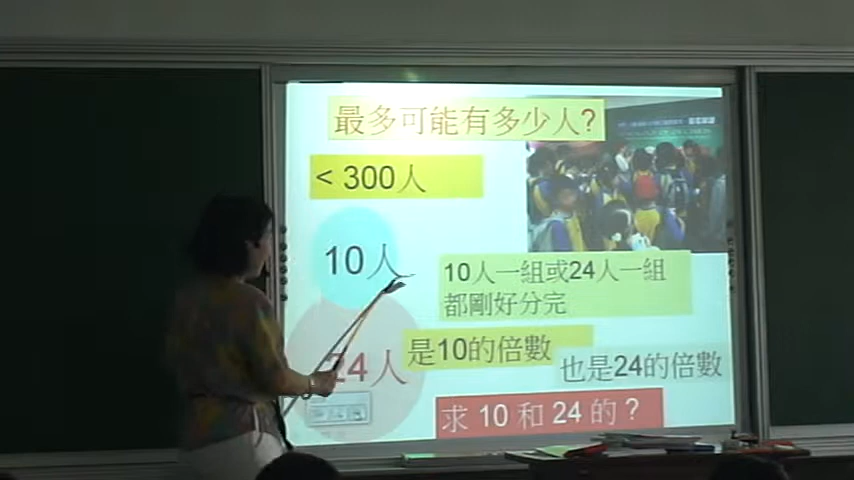 最多可能有多少人?
< 300人
10人
10人一組或24人一組
都剛好分完
24人
是10的倍數
也是24的倍數
求 10 和 24 的？